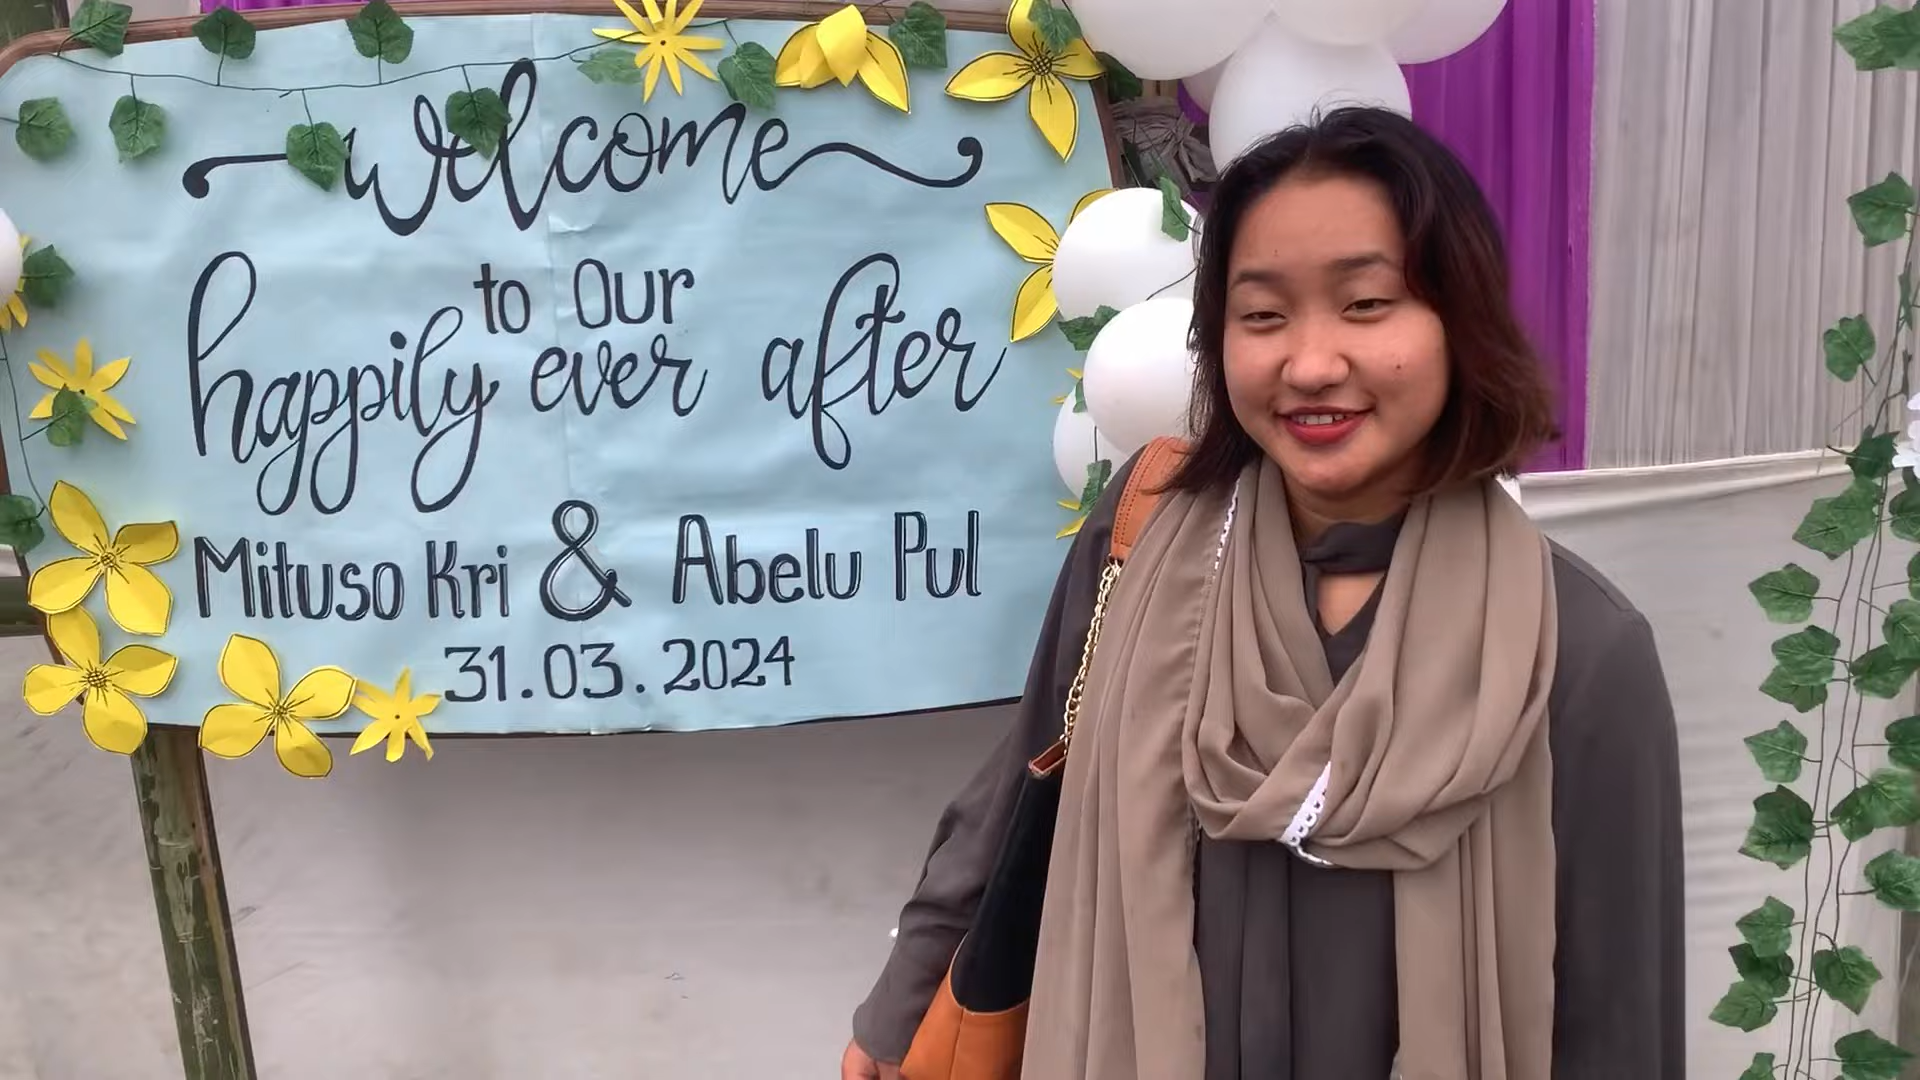 welcome
to Our
happily ever after
Mituso Kri & Abelu Pul
31.03.2024